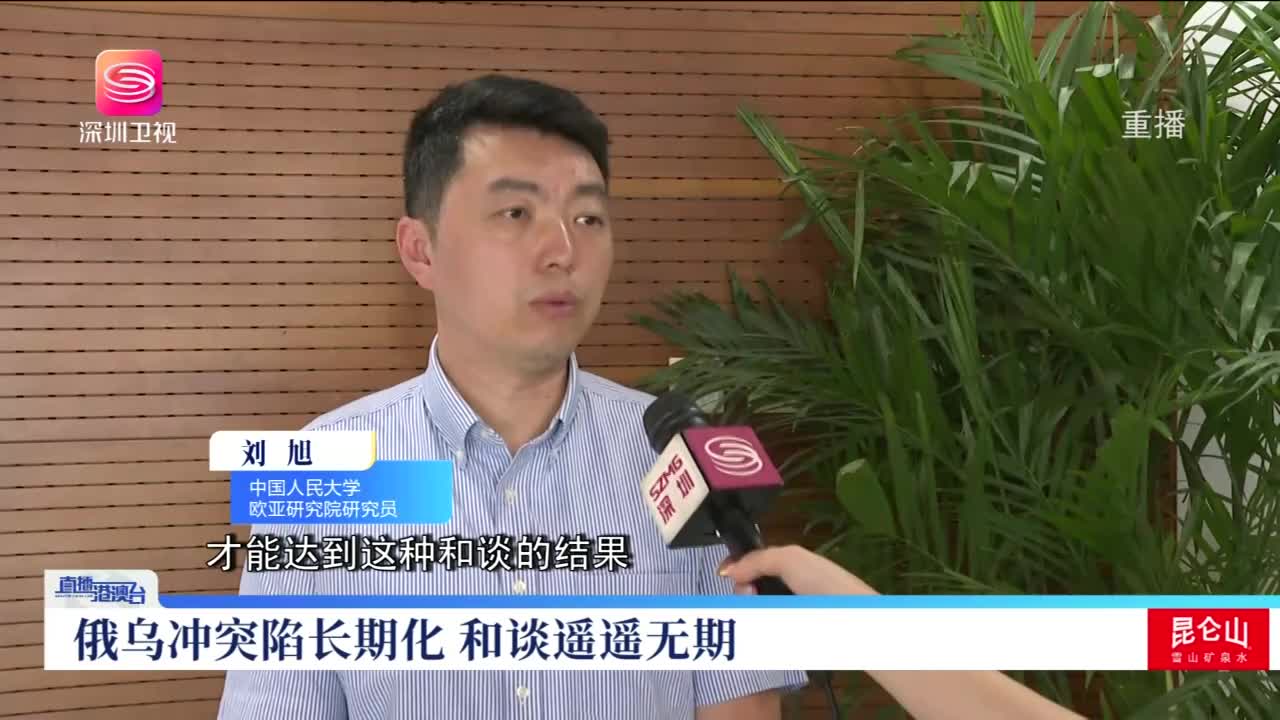 深圳卫视
重播
SZMG
深圳
刘 旭
中国人民大学
欧亚研究院研究员
才能达到这种和谈的结果
直播港澳台
俄乌冲突陷长期化 和谈遥遥无期
昆仑山
雪山矿泉水